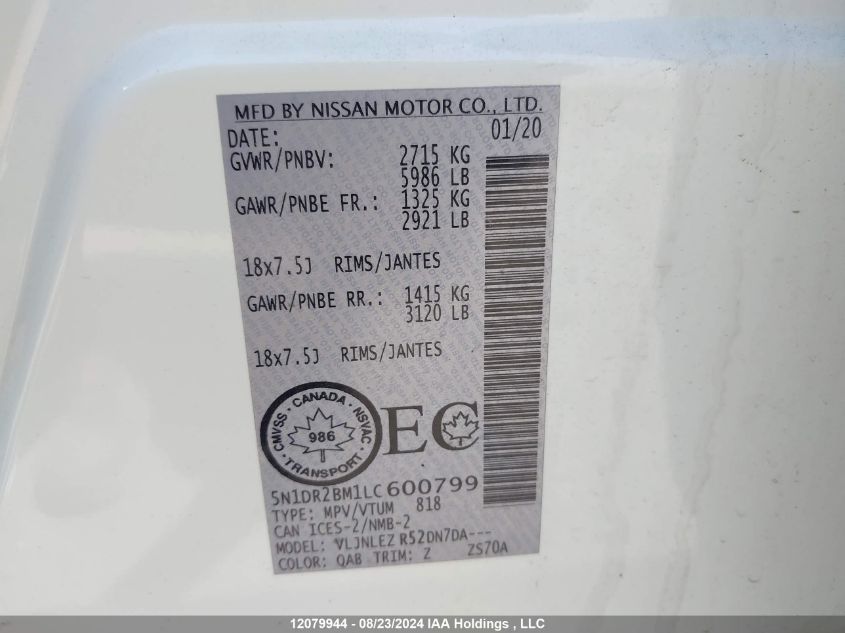 MFD BY NISSAN MOTOR CO., LTD.
DATE: 01/20
GVWR/PNBV: 2715 KG
5986 LB
GAWR/PNBE FR.: 1325 KG
2921 LB
18x7.5J RIMS/JANTES
GAWR/PNBE RR.: 1415 KG
3120 LB
18x7.5J RIMS/JANTES
CMVSS · CANADA · NSVAC · TRANSPORT ·
986
EC
5N1DR2BM1LC600799
TYPE: MPV/VTUM 818
CAN ICES-2/NMB-2
MODEL: VLJNLEZ R52DN7DA---
COLOR: QAB TRIM: Z ZS70A
12079944 - 08/23/2024 IAA Holdings , LLC